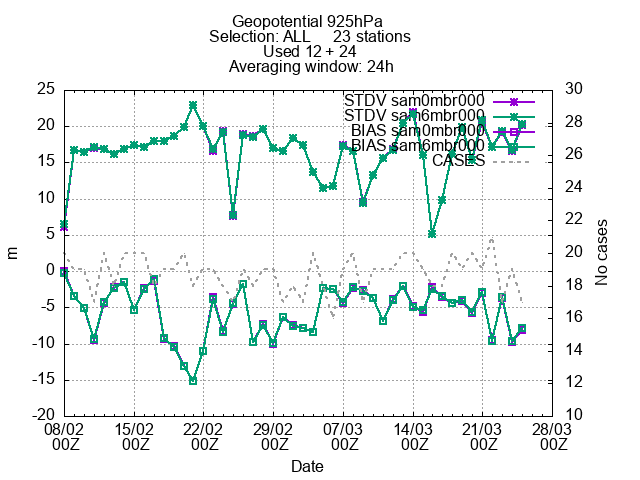 Geopotential 925hPa
Selection: ALL 23 stations
Used 12 + 24
Averaging window: 24h
STDV sam0mbr000
STDV sam6mbr000
BIAS sam0mbr000
BIAS sam6mbr000
CASES
25
20
15
10
5
0
-5
-10
-15
-20
m
30
28
26
24
22
20
18
16
14
12
10
No cases
08/02 15/02 22/02 29/02 07/03 14/03 21/03 28/03
00Z 00Z 00Z 00Z 00Z 00Z 00Z 00Z
Date